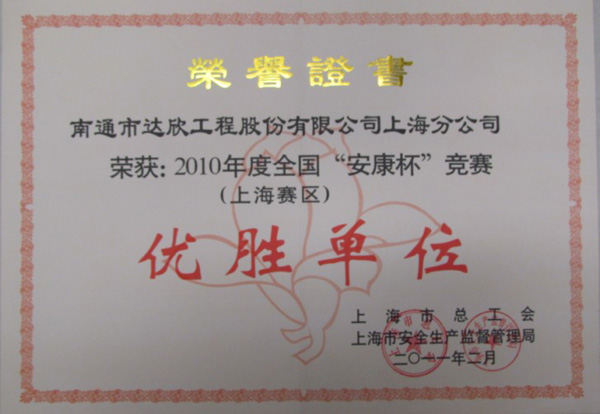 榮譽證書
南通市达欣工程股份有限公司上海分公司
荣获:2010年度全国“安康杯”竞赛
(上海赛区)
优胜单位
上海市总工会
上海市安全生产监督管理局
二〇一一年二月